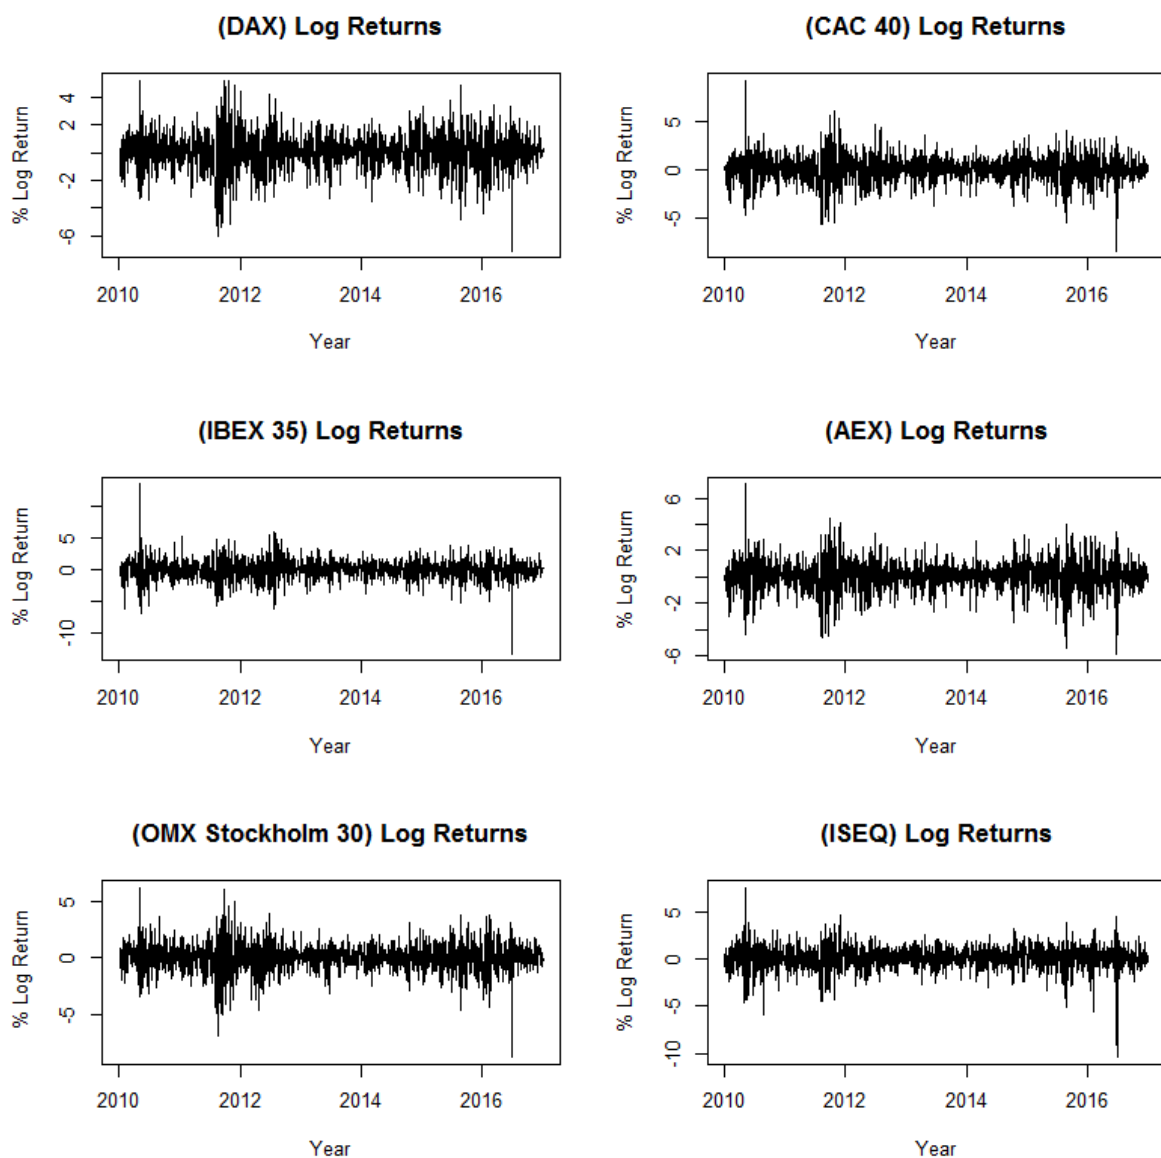 (DAX) Log Returns
% Log Return
4
2
-2
-6
2010 2012 2014 2016
Year
(CAC 40) Log Returns
% Log Return
5
0
-5
2010 2012 2014 2016
Year
(IBEX 35) Log Returns
% Log Return
5
0
-10
2010 2012 2014 2016
Year
(AEX) Log Returns
% Log Return
6
2
-2
-6
2010 2012 2014 2016
Year
(OMX Stockholm 30) Log Returns
% Log Return
5
0
-5
2010 2012 2014 2016
Year
(ISEQ) Log Returns
% Log Return
5
0
-5
-10
2010 2012 2014 2016
Year